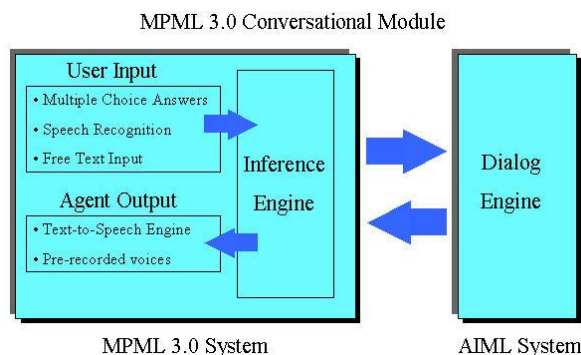 MPML 3.0 Conversational Module
User Input
• Multiple Choice Answers
• Speech Recognition
• Free Text Input
Agent Output
• Text-to-Speech Engine
• Pre-recorded voices
Inference
Engine
Dialog
Engine
MPML 3.0 System
AIML System